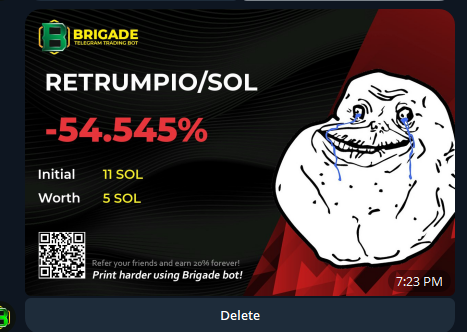 BRIGADE
TELEGRAM TRADING BOT
RETRUMPIO/SOL
-54.545%
Initial 11 SOL
Worth 5 SOL
Refer your friends and earn 20% forever!
Print harder using Brigade bot!
7:23 PM
Delete